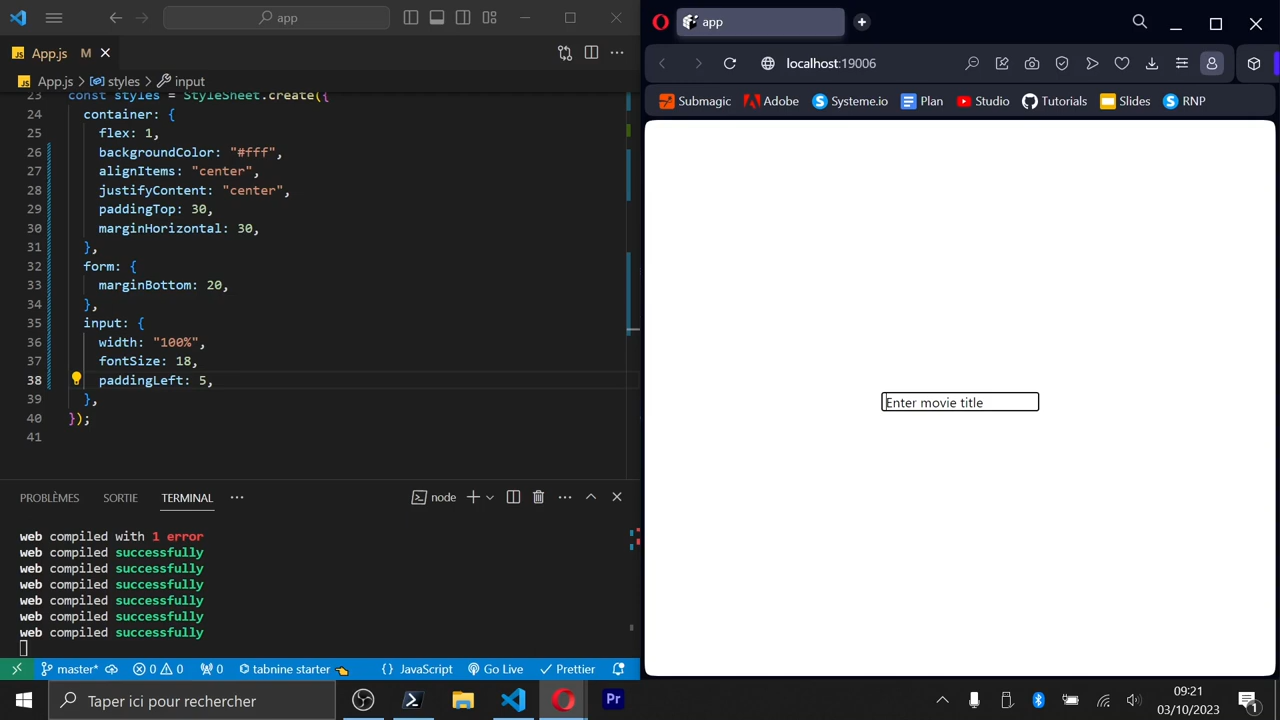 app
App.js M
App.js styles input
23 const styles = StyleSheet.create({
24 container: {
25 flex: 1,
26 backgroundColor: "#fff",
27 alignItems: "center",
28 justifyContent: "center",
29 paddingTop: 30,
30 marginHorizontal: 30,
31 },
32 form: {
33 marginBottom: 20,
34 },
35 input: {
36 width: "100%",
37 fontSize: 18,
38 paddingLeft: 5,
39 },
40 });
41
PROBLÈMES SORTIE TERMINAL node
web compiled with 1 error
web compiled successfully
web compiled successfully
web compiled successfully
web compiled successfully
web compiled successfully
web compiled successfully
master* 0 0 0 tabnine starter JavaScript Go Live Prettier
app
localhost:19006
Submagic Adobe Systeme.io Plan Studio Tutorials Slides RNP
Enter movie title
Taper ici pour rechercher
Pr
09:21
03/10/2023
1